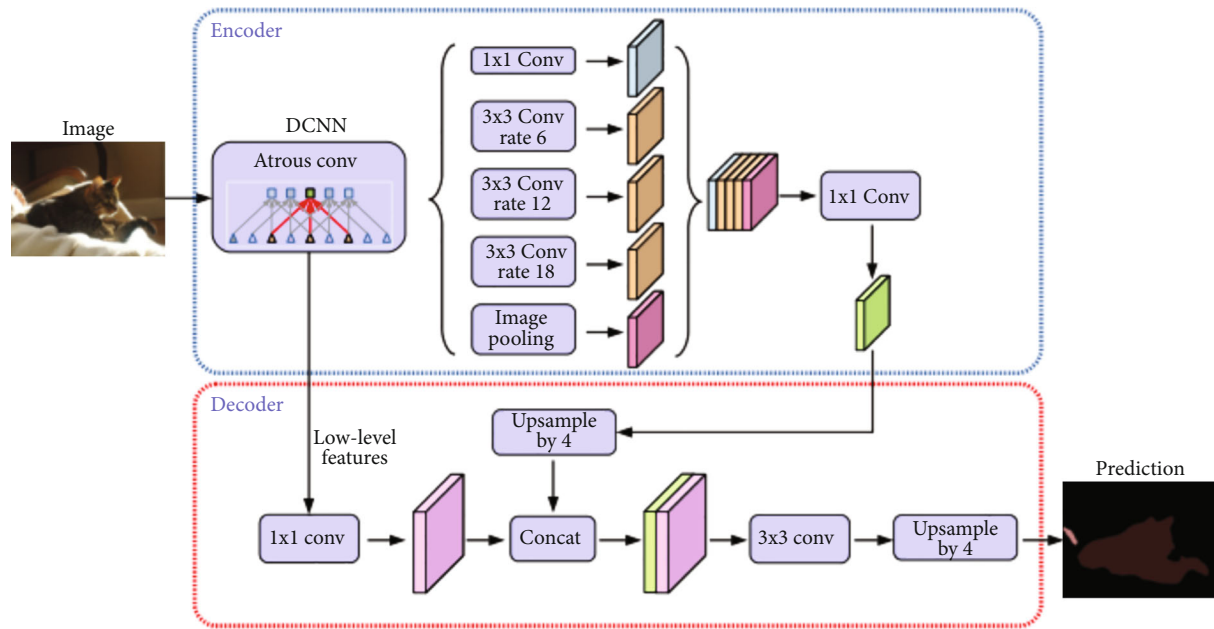 Encoder
Image
DCNN
Atrous conv
1x1 Conv
3x3 Conv
rate 6
3x3 Conv
rate 12
3x3 Conv
rate 18
Image
pooling
1x1 Conv
Decoder
Low-level
features
Upsample
by 4
1x1 conv
Concat
3x3 conv
Upsample
by 4
Prediction